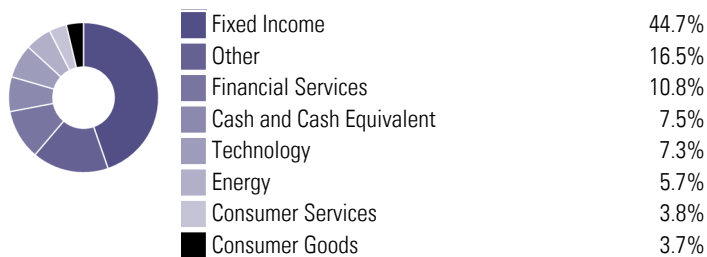 Fixed Income 44.7%
Other 16.5%
Financial Services 10.8%
Cash and Cash Equivalent 7.5%
Technology 7.3%
Energy 5.7%
Consumer Services 3.8%
Consumer Goods 3.7%